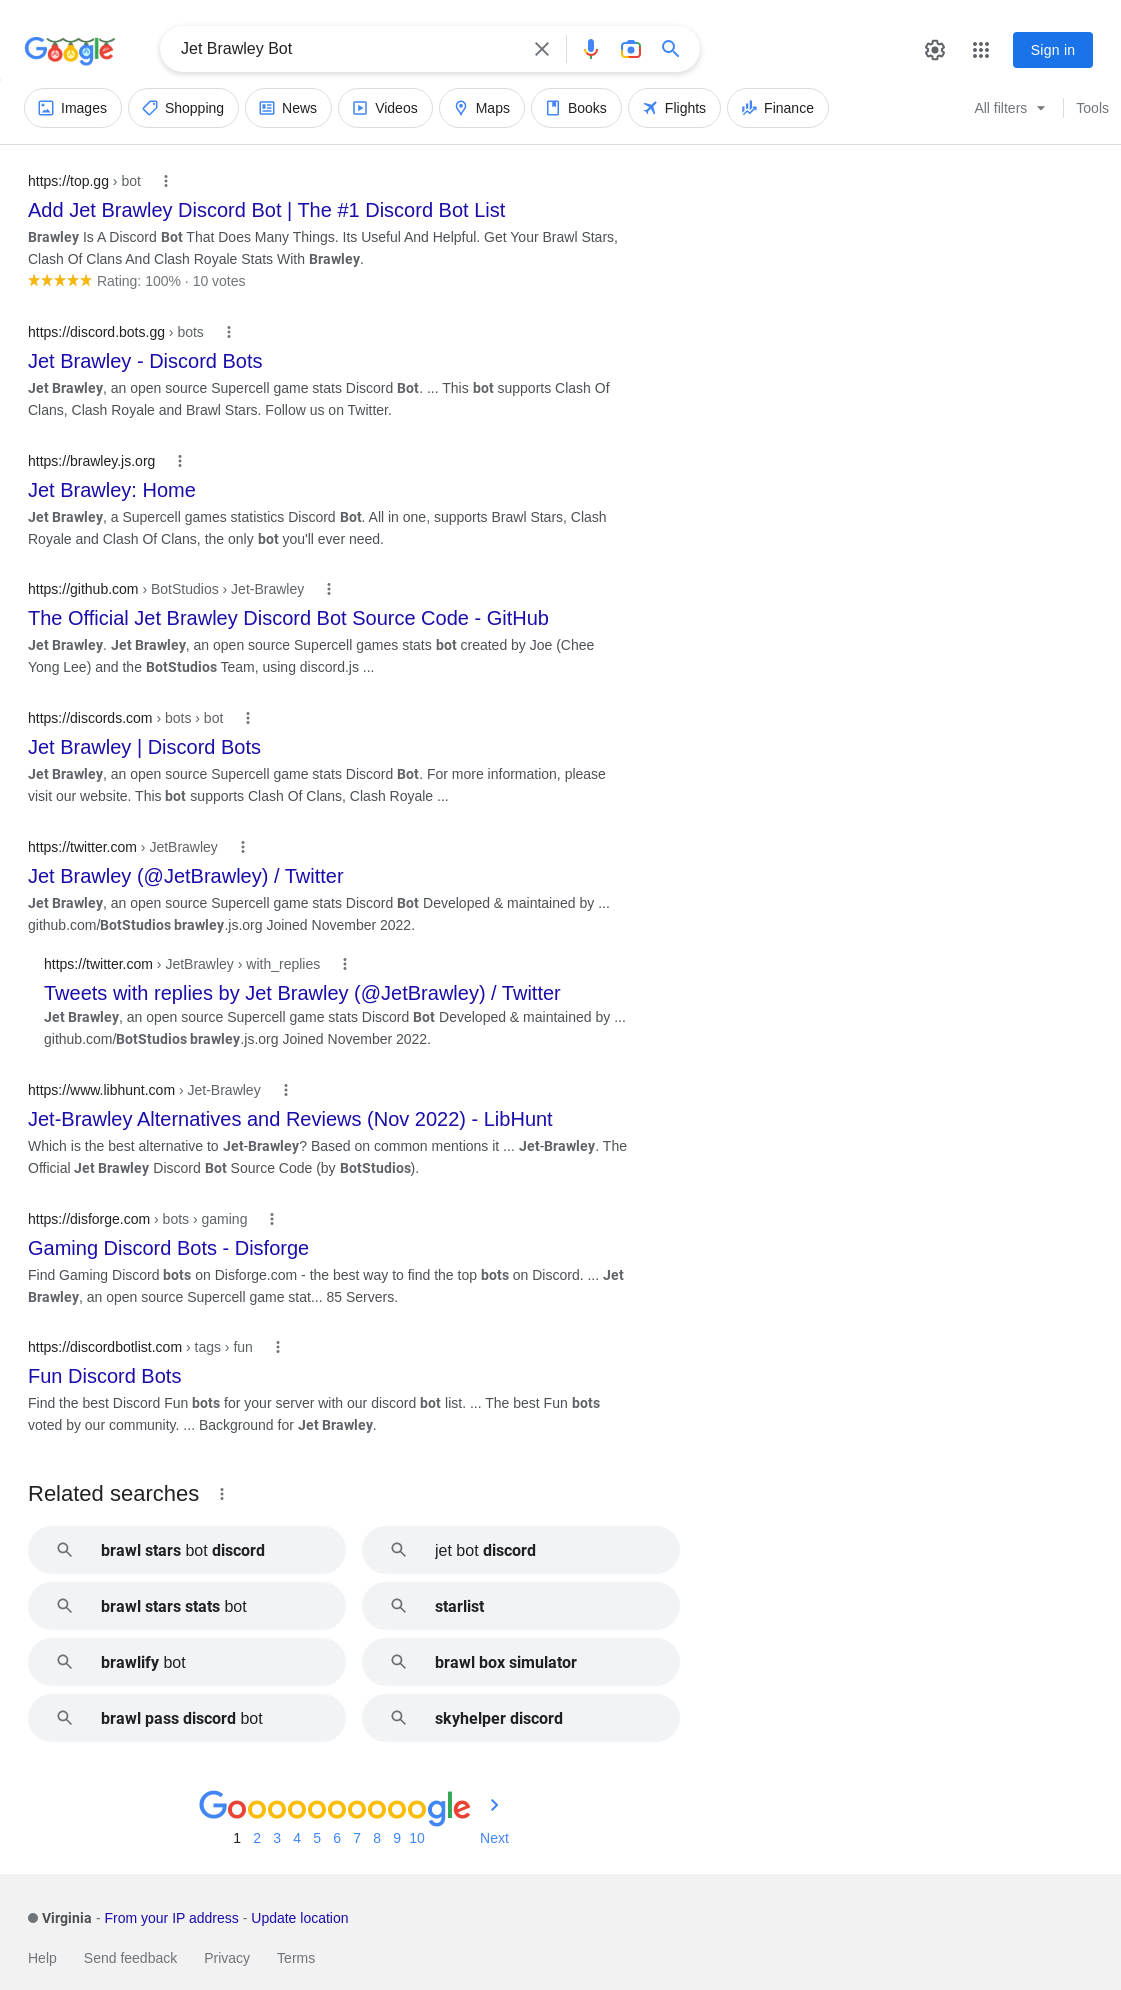 Google
Jet Brawley Bot
Sign in
Images
Shopping
News
Videos
Maps
Books
Flights
Finance
All filters
Tools
https://top.gg › bot
Add Jet Brawley Discord Bot | The #1 Discord Bot List
Brawley Is A Discord Bot That Does Many Things. Its Useful And Helpful. Get Your Brawl Stars,
Clash Of Clans And Clash Royale Stats With Brawley.
Rating: 100% · 10 votes
https://discord.bots.gg › bots
Jet Brawley - Discord Bots
Jet Brawley, an open source Supercell game stats Discord Bot. ... This bot supports Clash Of
Clans, Clash Royale and Brawl Stars. Follow us on Twitter.
https://brawley.js.org
Jet Brawley: Home
Jet Brawley, a Supercell games statistics Discord Bot. All in one, supports Brawl Stars, Clash
Royale and Clash Of Clans, the only bot you'll ever need.
https://github.com › BotStudios › Jet-Brawley
The Official Jet Brawley Discord Bot Source Code - GitHub
Jet Brawley. Jet Brawley, an open source Supercell games stats bot created by Joe (Chee
Yong Lee) and the BotStudios Team, using discord.js ...
https://discords.com › bots › bot
Jet Brawley | Discord Bots
Jet Brawley, an open source Supercell game stats Discord Bot. For more information, please
visit our website. This bot supports Clash Of Clans, Clash Royale ...
https://twitter.com › JetBrawley
Jet Brawley (@JetBrawley) / Twitter
Jet Brawley, an open source Supercell game stats Discord Bot Developed & maintained by ...
github.com/BotStudios brawley.js.org Joined November 2022.
https://twitter.com › JetBrawley › with_replies
Tweets with replies by Jet Brawley (@JetBrawley) / Twitter
Jet Brawley, an open source Supercell game stats Discord Bot Developed & maintained by ...
github.com/BotStudios brawley.js.org Joined November 2022.
https://www.libhunt.com › Jet-Brawley
Jet-Brawley Alternatives and Reviews (Nov 2022) - LibHunt
Which is the best alternative to Jet-Brawley? Based on common mentions it ... Jet-Brawley. The
Official Jet Brawley Discord Bot Source Code (by BotStudios).
https://disforge.com › bots › gaming
Gaming Discord Bots - Disforge
Find Gaming Discord bots on Disforge.com - the best way to find the top bots on Discord. ... Jet
Brawley, an open source Supercell game stat... 85 Servers.
https://discordbotlist.com › tags › fun
Fun Discord Bots
Find the best Discord Fun bots for your server with our discord bot list. ... The best Fun bots
voted by our community. ... Background for Jet Brawley.
Related searches
brawl stars bot discord
jet bot discord
brawl stars stats bot
starlist
brawlify bot
brawl box simulator
brawl pass discord bot
skyhelper discord
Goooooooooogle
1 2 3 4 5 6 7 8 9 10 Next
Virginia - From your IP address - Update location
Help Send feedback Privacy Terms